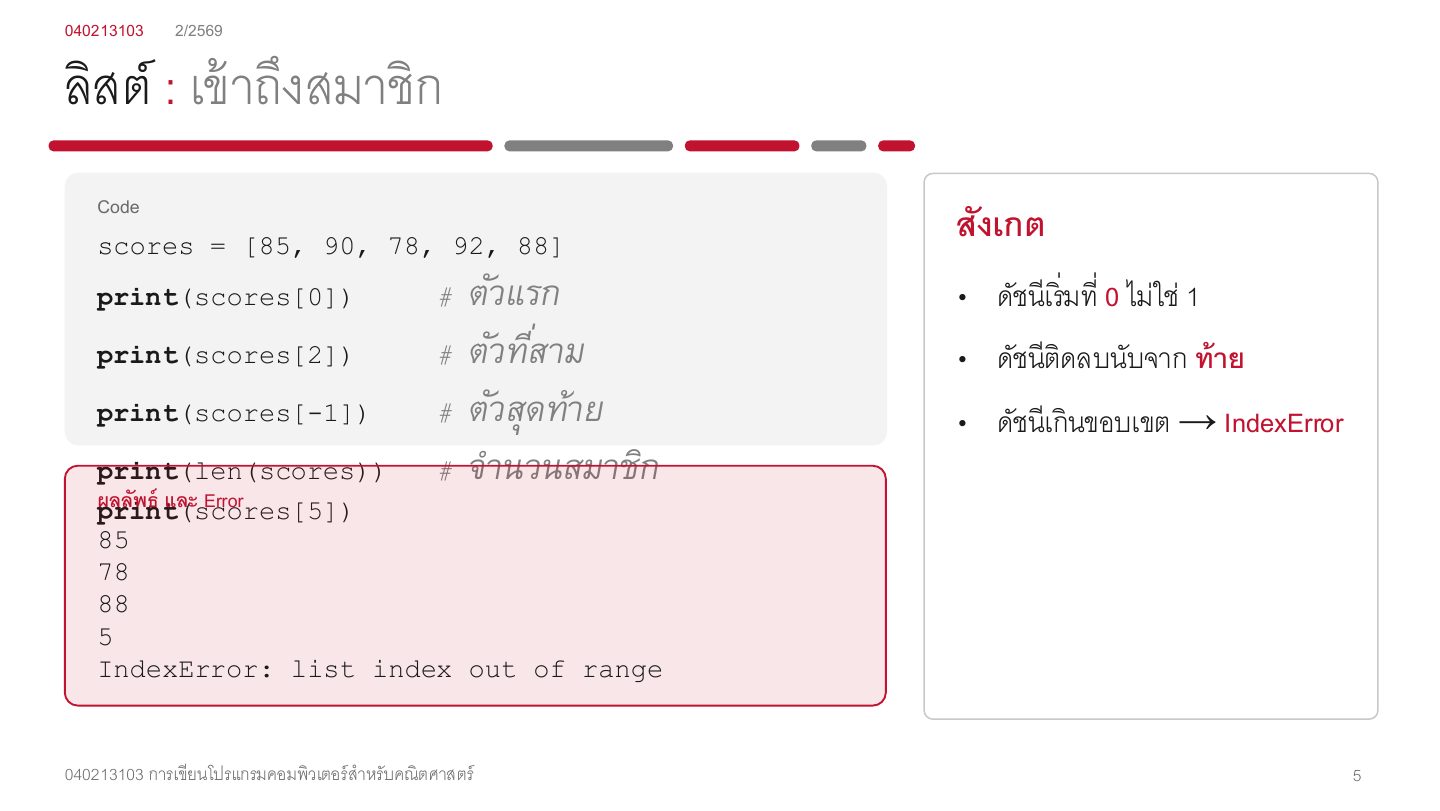 040213103 2/2569
ลิสต์ : เข้าถึงสมาชิก
Code
scores = [85, 90, 78, 92, 88]
print(scores[0]) # ตัวแรก
print(scores[2]) # ตัวที่สาม
print(scores[-1]) # ตัวสุดท้าย
print(len(scores)) # จำนวนสมาชิก
print(scores[5])
ผลลัพธ์ และ Error
85
78
88
5
IndexError: list index out of range
สังเกต
• ดัชนีเริ่มที่ 0 ไม่ใช่ 1
• ดัชนีติดลบนับจาก ท้าย
• ดัชนีเกินขอบเขต → IndexError
040213103 การเขียนโปรแกรมคอมพิวเตอร์สำหรับคณิตศาสตร์
5